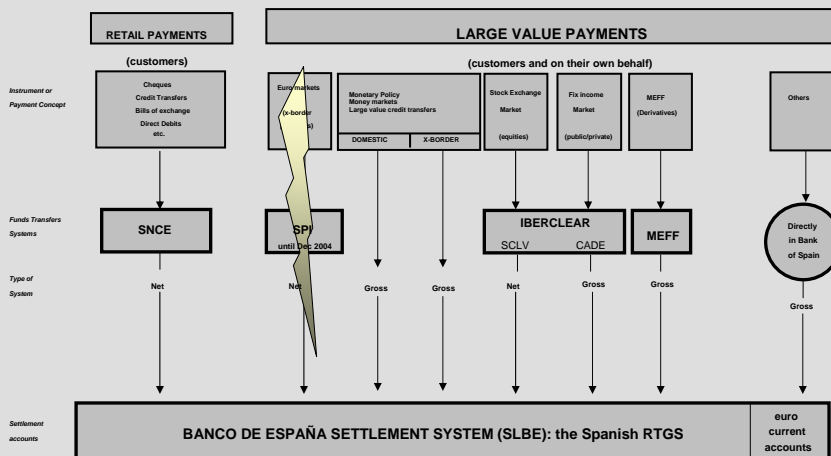 RETAIL PAYMENTS
LARGE VALUE PAYMENTS
(customers)
(customers and on their own behalf)
Instrument or
Payment Concept
Cheques
Credit Transfers
Bills of exchange
Direct Debits
etc.
Euro markets
(x-border
Monetary Policy
Money markets
Large value credit transfers
DOMESTIC
X-BORDER
Stock Exchange
Market
(equities)
Fix income
Market
(public/private)
MEFF
(Derivatives)
Others
Funds Transfers
Systems
SNCE
SPI
until Dec 2004
IBERCLEAR
SCLV
CADE
MEFF
Directly
in Bank
of Spain
Type of
System
Net
Net
Gross
Gross
Net
Gross
Gross
Gross
Settlement
accounts
BANCO DE ESPAÑA SETTLEMENT SYSTEM (SLBE): the Spanish RTGS
euro
current
accounts